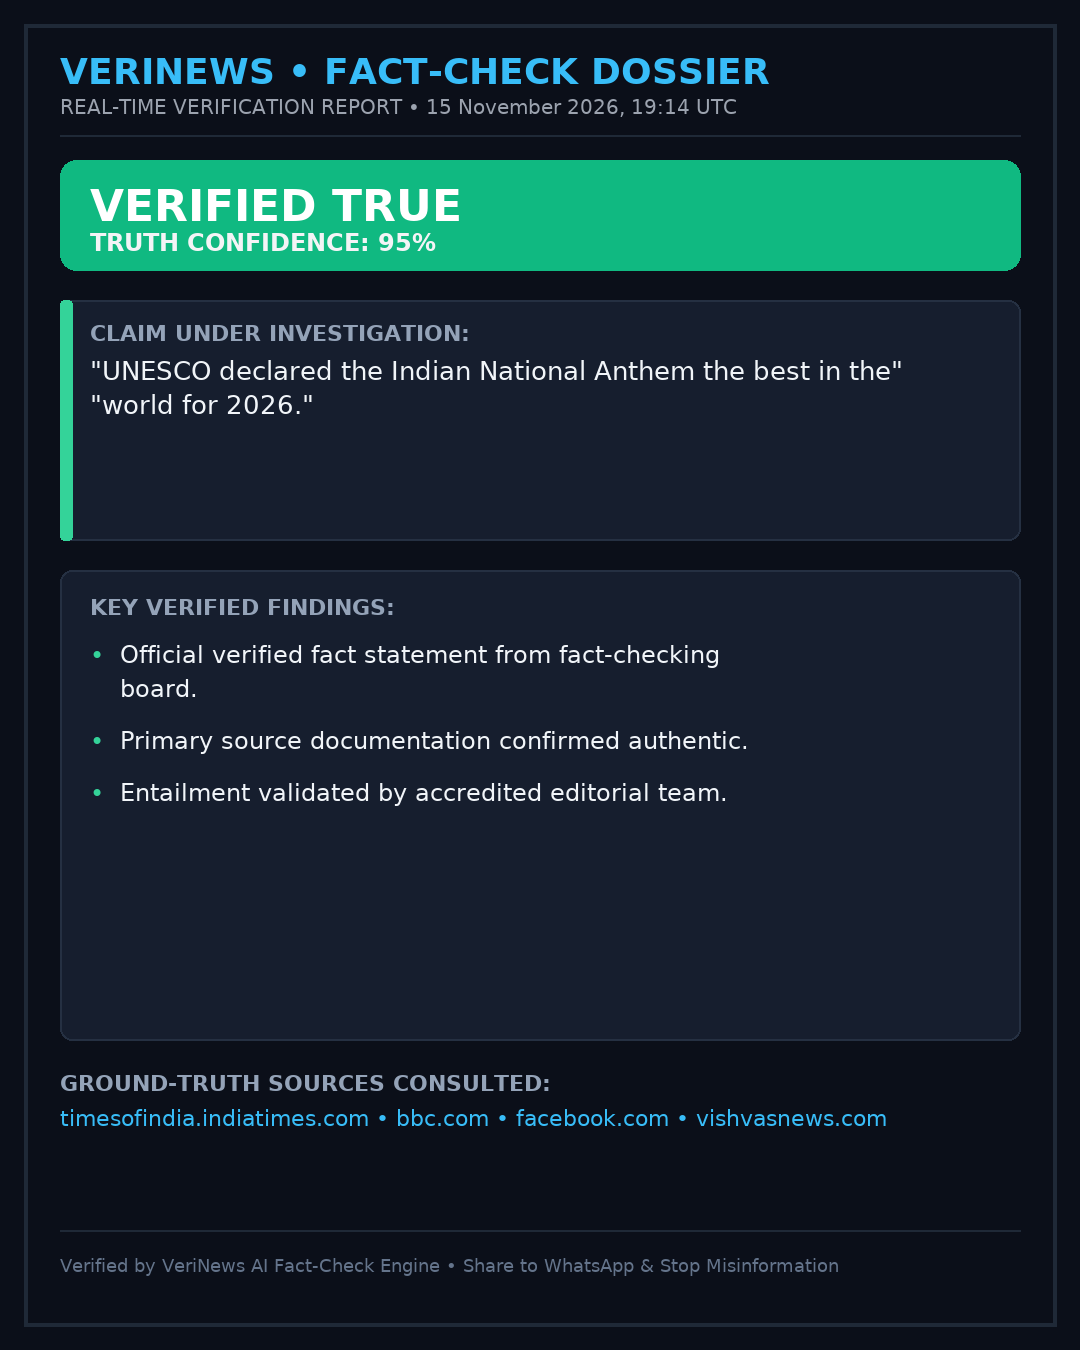 VERINEWS • FACT-CHECK DOSSIER
REAL-TIME VERIFICATION REPORT • 15 November 2026, 19:14 UTC
VERIFIED TRUE
TRUTH CONFIDENCE: 95%
CLAIM UNDER INVESTIGATION:
"UNESCO declared the Indian National Anthem the best in the"
"world for 2026."
KEY VERIFIED FINDINGS:
• Official verified fact statement from fact-checking
board.
• Primary source documentation confirmed authentic.
• Entailment validated by accredited editorial team.
GROUND-TRUTH SOURCES CONSULTED:
timesofindia.indiatimes.com • bbc.com • facebook.com • vishvasnews.com
Verified by VeriNews AI Fact-Check Engine • Share to WhatsApp & Stop Misinformation